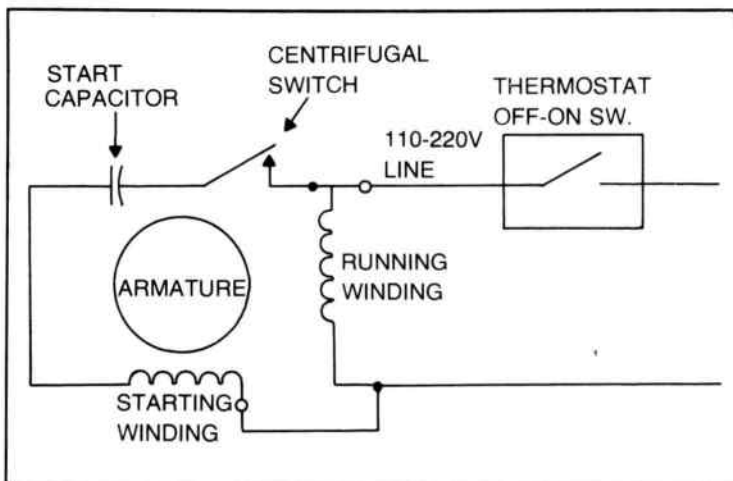 START
CAPACITOR
CENTRIFUGAL
SWITCH
THERMOSTAT
OFF-ON SW.
110-220V
LINE
ARMATURE
RUNNING
WINDING
STARTING
WINDING